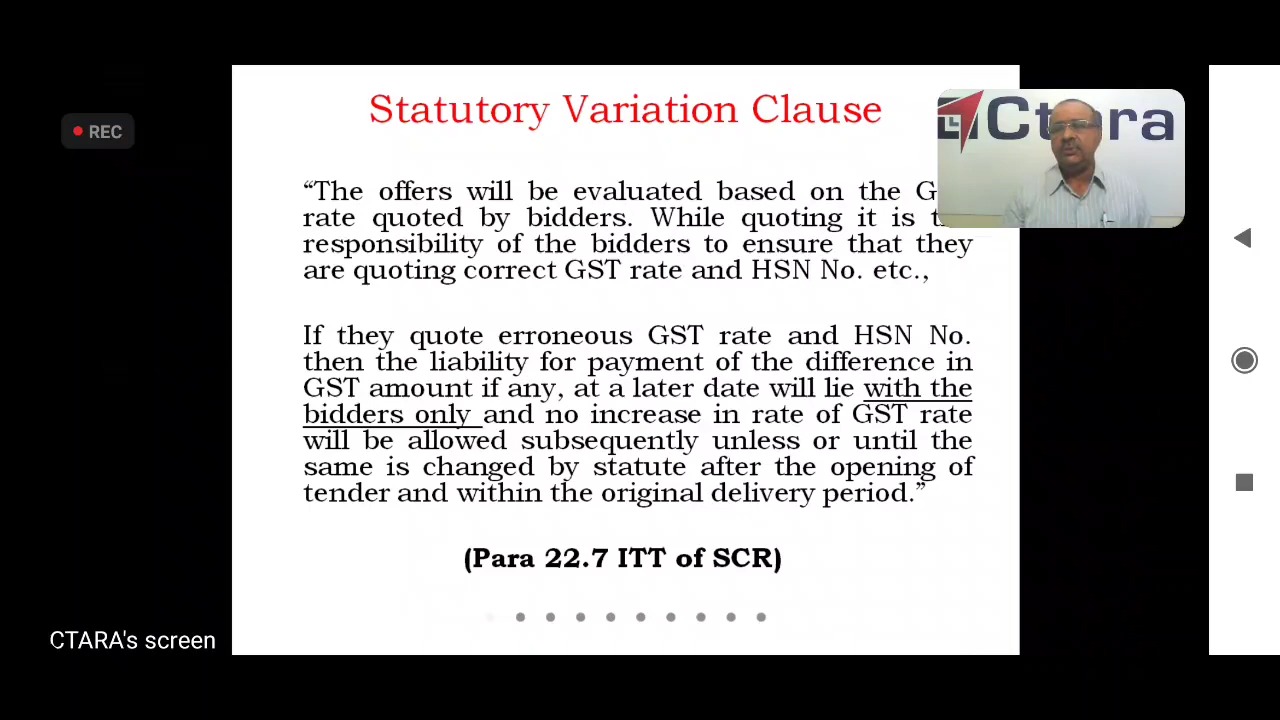 Statutory Variation Clause
REC
Ctara
“The offers will be evaluated based on the
rate quoted by bidders. While quoting it is
responsibility of the bidders to ensure that they
are quoting correct GST rate and HSN No. etc.,
If they quote erroneous GST rate and HSN No.
then the liability for payment of the difference in
GST amount if any, at a later date will lie with the
bidders only and no increase in rate of GST rate
will be allowed subsequently unless or until the
same is changed by statute after the opening of
tender and within the original delivery period.”
(Para 22.7 ITT of SCR)
CTARA's screen